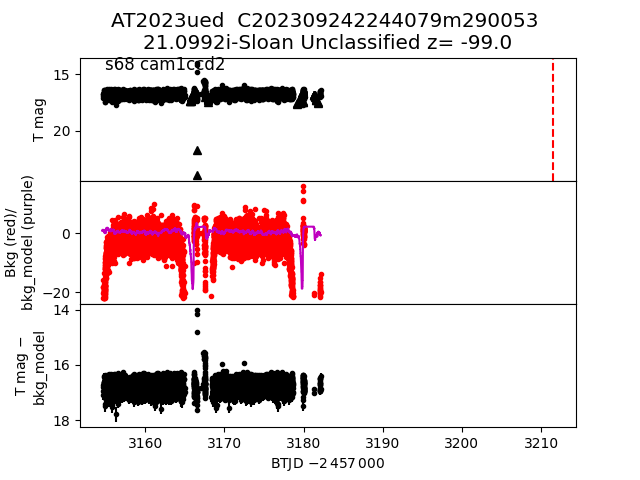 AT2023ued  C202309242244079m290053
21.0992i-Sloan Unclassified z= -99.0
s68 cam1ccd2
15
20
T mag
0
−20
Bkg (red)/
bkg_model (purple)
14
16
18
T mag −
bkg_model
3160 3170 3180 3190 3200 3210
BTJD −2 457 000